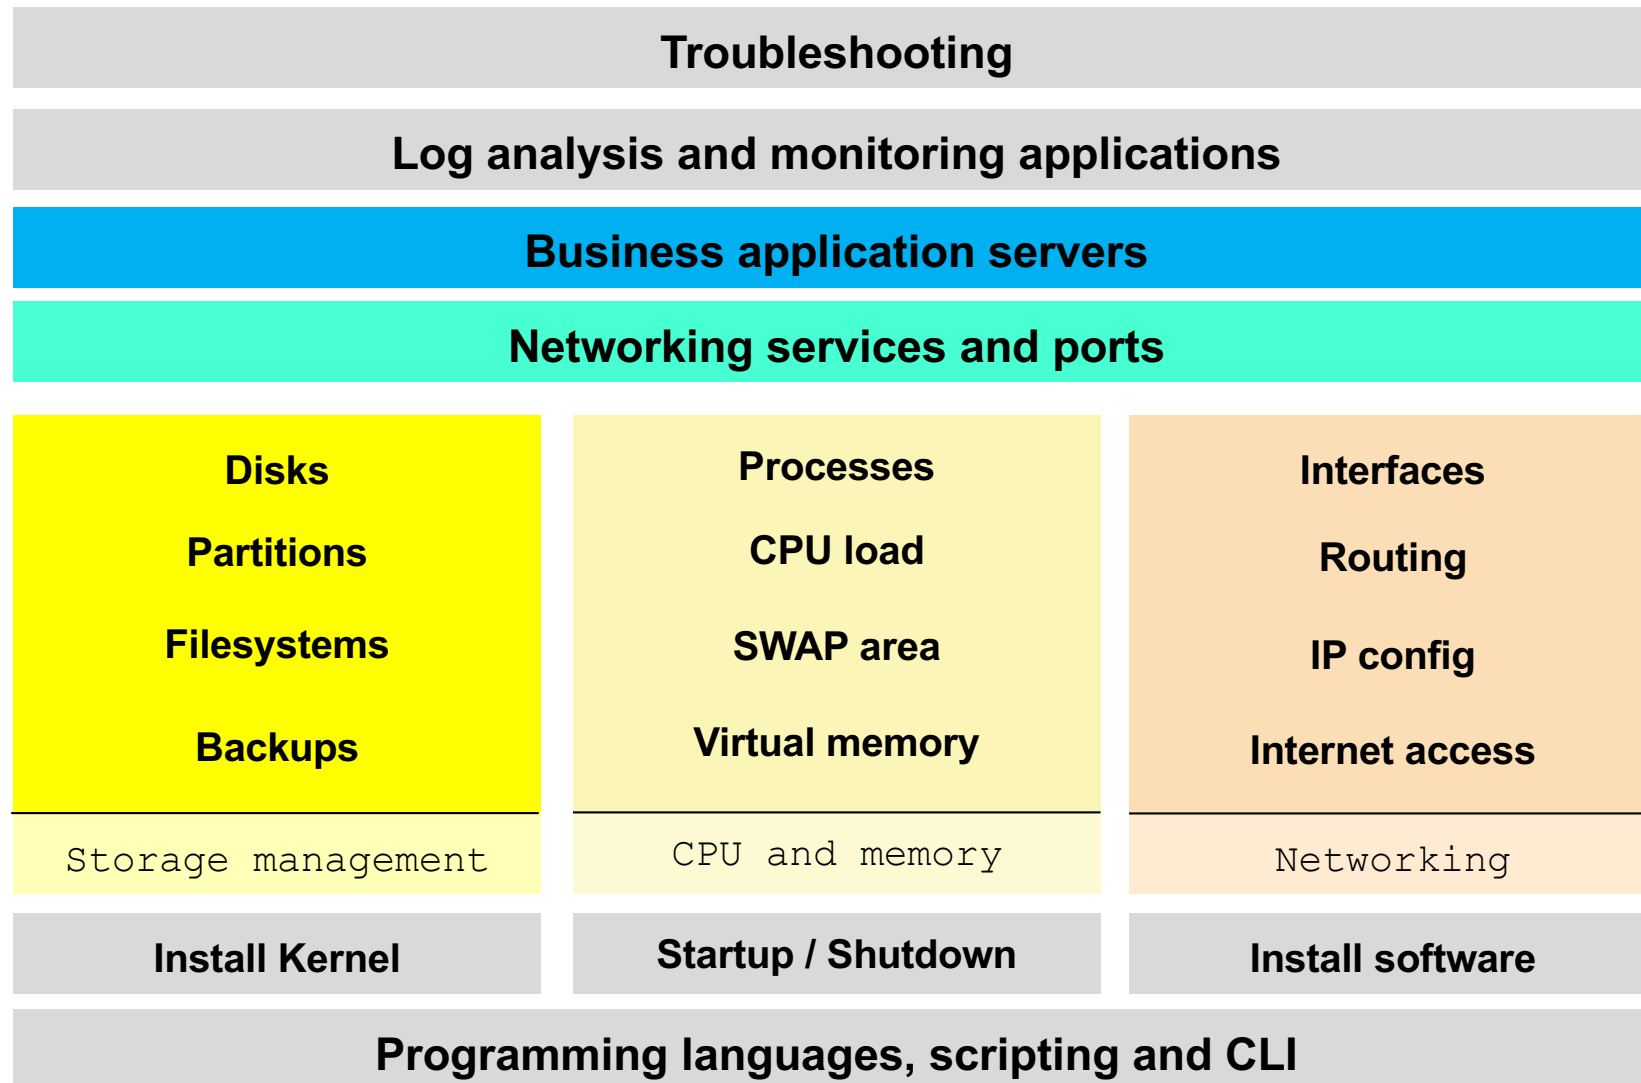 Troubleshooting
Log analysis and monitoring applications
Business application servers
Networking services and ports
Disks
Partitions
Filesystems
Backups
Storage management
Processes
CPU load
SWAP area
Virtual memory
CPU and memory
Interfaces
Routing
IP config
Internet access
Networking
Install Kernel
Startup / Shutdown
Install software
Programming languages, scripting and CLI